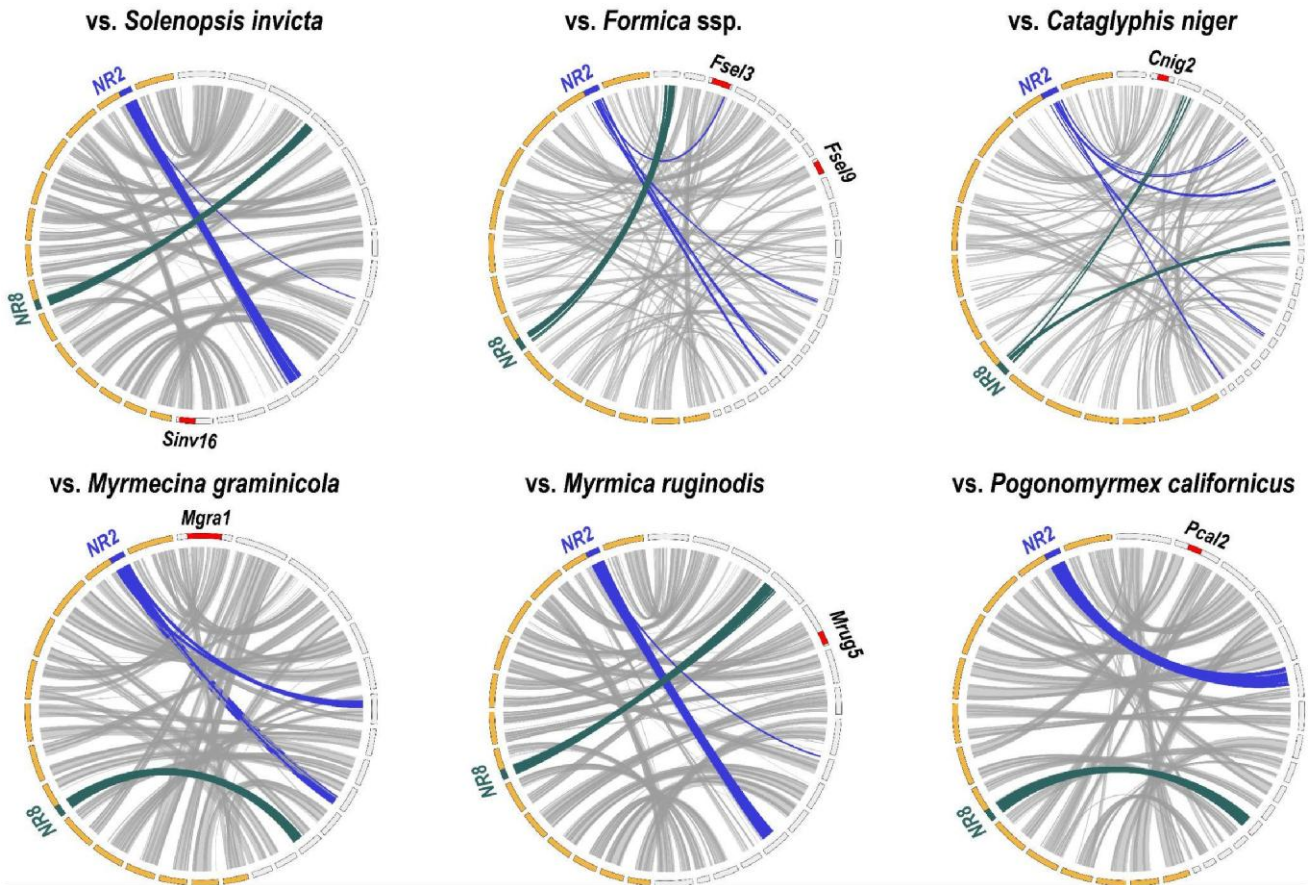 vs. Solenopsis invicta
vs. Formica ssp.
vs. Cataglyphis niger
NR2
NR8
Sinv16
NR2
Fsel3
Fsel9
NR8
NR2
Cnig2
NR8
vs. Myrmecina graminicola
vs. Myrmica ruginodis
vs. Pogonomyrmex californicus
NR2
Mgra1
NR8
NR2
Mrug5
NR8
NR2
Pcal2
NR8